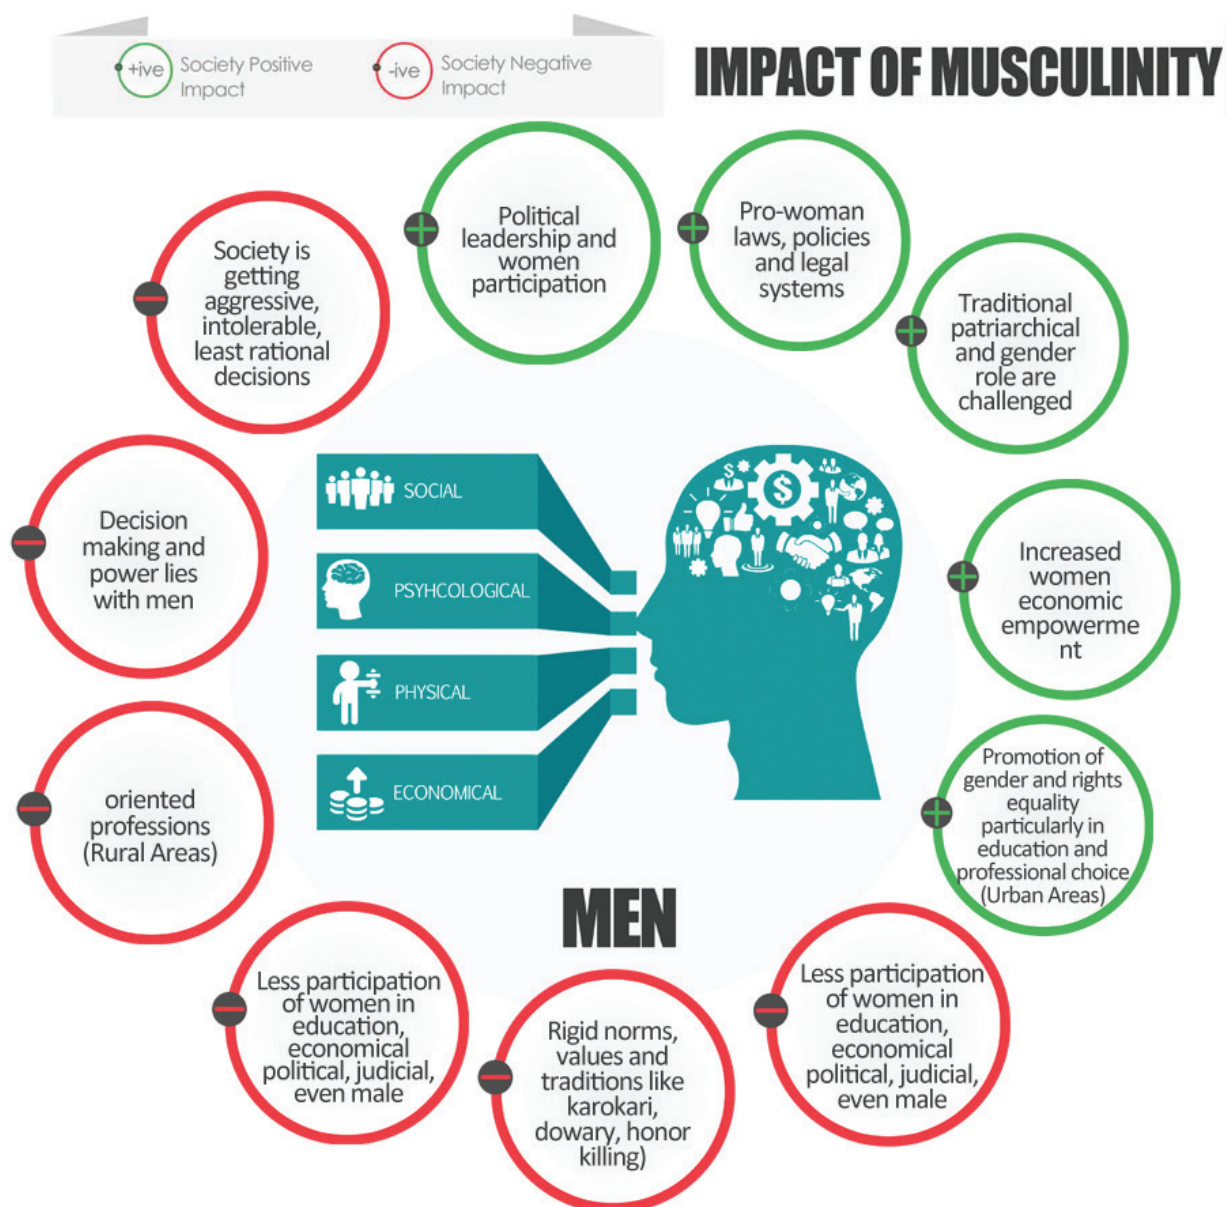 +ive
Society Positive
Impact
-ive
Society Negative
Impact
IMPACT OF MUSCULINITY
Political
leadership and
women
participation
Pro-woman
laws, policies
and legal
systems
Traditional
patriarchical
and gender
role are
challenged
Increased
women
economic
empowerme
nt
Promotion of
gender and rights
equality
particularly in
education and
professional choice
(Urban Areas)
Less participation
of women in
education,
economical
political, judicial,
even male
Rigid norms,
values and
traditions like
karokari,
dowary, honor
killing)
Less participation
of women in
education,
economical
political, judicial,
even male
oriented
professions
(Rural Areas)
Decision
making and
power lies
with men
Society is
getting
aggressive,
intolerable,
least rational
decisions
SOCIAL
PSYHCOLOGICAL
PHYSICAL
ECONOMICAL
$
$
MEN